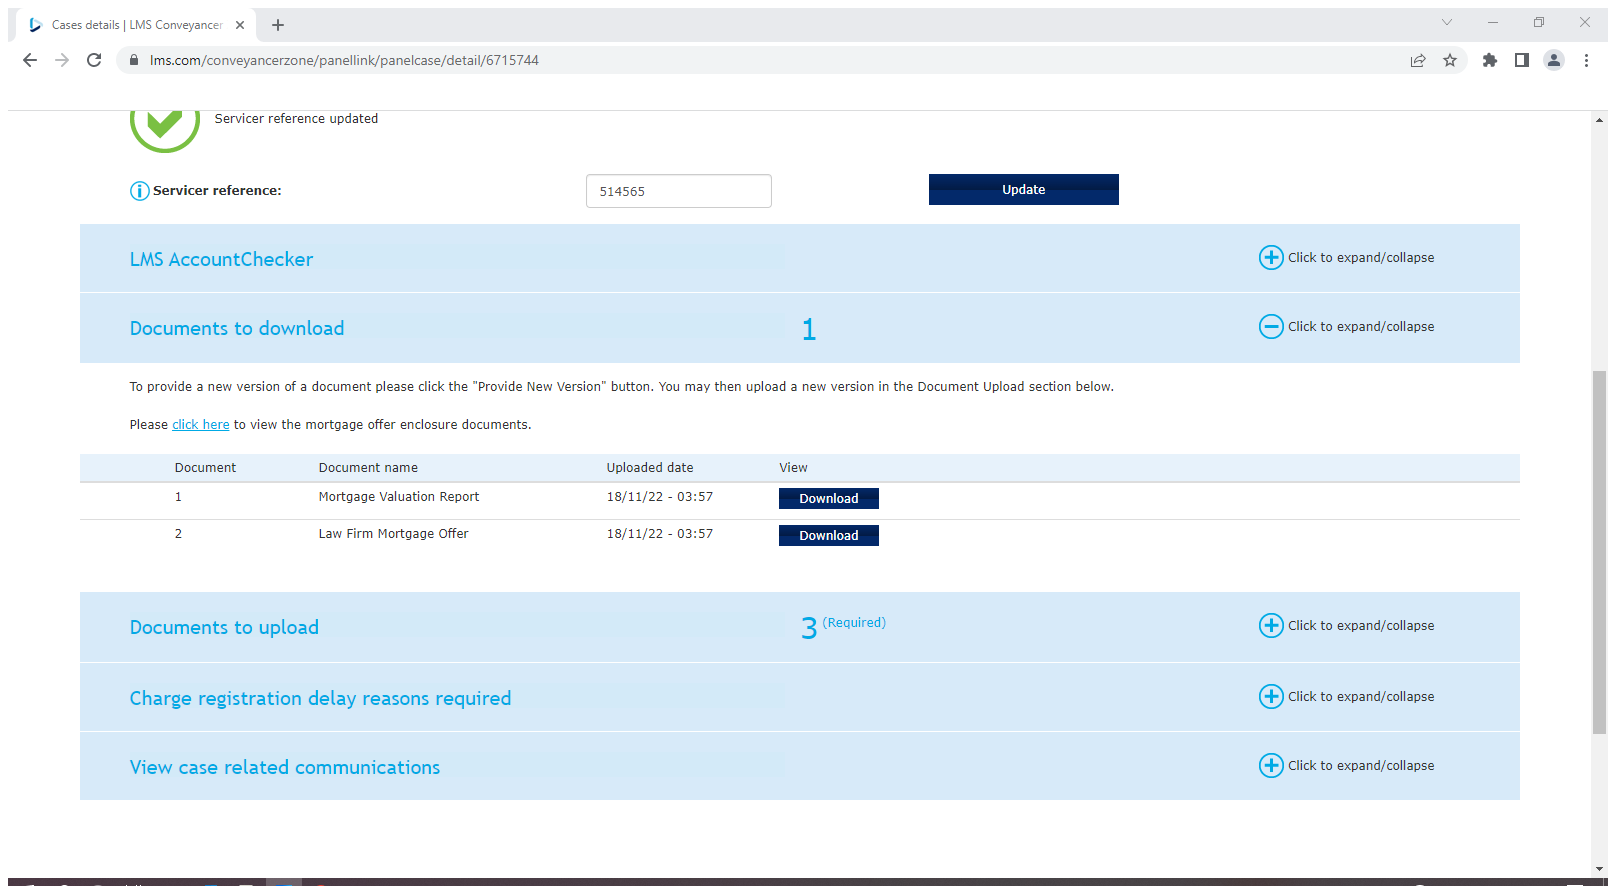 Cases details | LMS Conveyancer
lms.com/conveyancerzone/panellink/panelcase/detail/6715744
Servicer reference updated
Servicer reference:
514565
Update
LMS AccountChecker
Click to expand/collapse
Documents to download
1
Click to expand/collapse
To provide a new version of a document please click the "Provide New Version" button. You may then upload a new version in the Document Upload section below.
Please click here to view the mortgage offer enclosure documents.
Document Document name Uploaded date View
1 Mortgage Valuation Report 18/11/22 - 03:57 Download
2 Law Firm Mortgage Offer 18/11/22 - 03:57 Download
Documents to upload
3 (Required)
Click to expand/collapse
Charge registration delay reasons required
Click to expand/collapse
View case related communications
Click to expand/collapse